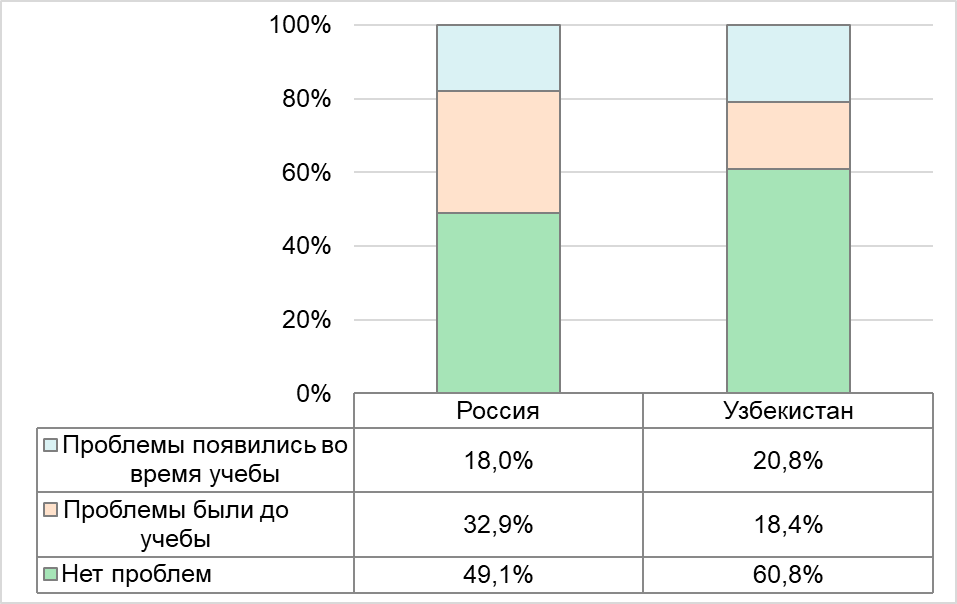 100%
80%
60%
40%
20%
0%
Россия Узбекистан
Проблемы появились во
время учебы 18,0% 20,8%
Проблемы были до
учебы 32,9% 18,4%
Нет проблем 49,1% 60,8%